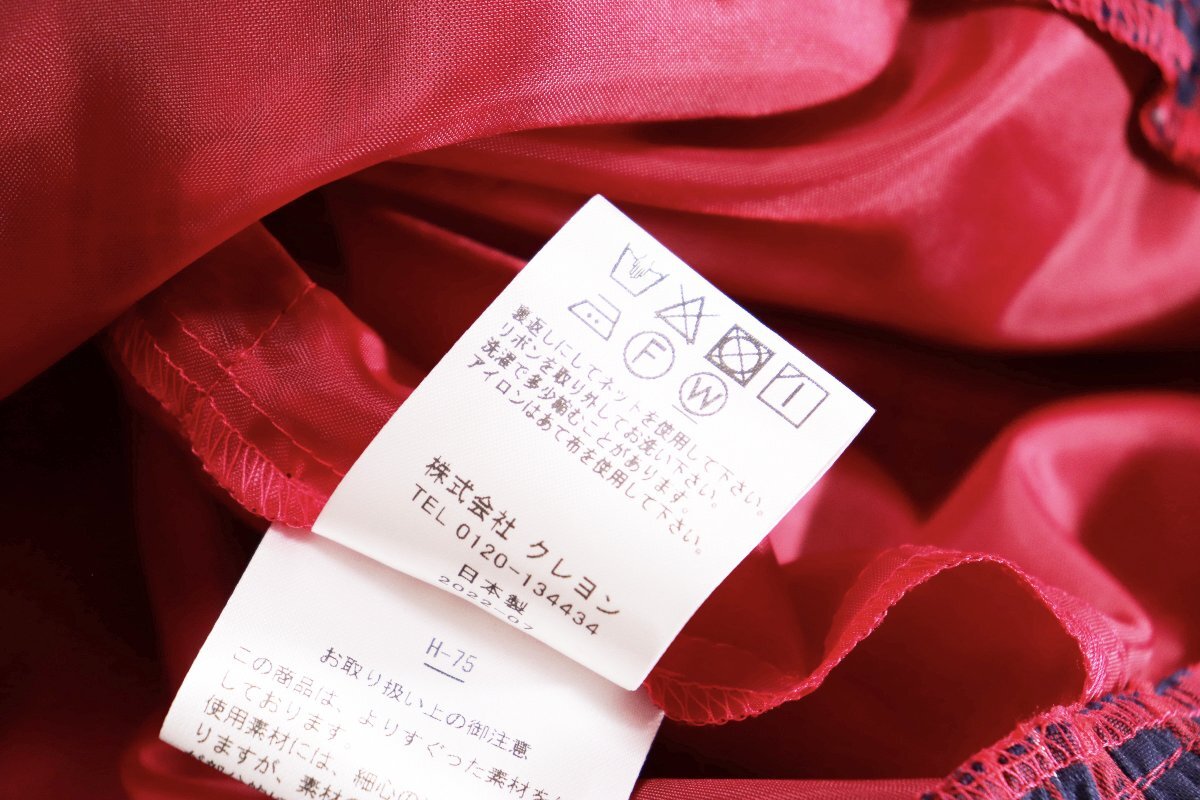 F
W
裏返しにしてネットを使用して下さい。
リボンを取り外してお洗い下さい。
洗濯で多少縮むことがあります。
アイロンはあて布を使用して下さい。
株式会社 クレヨン
TEL 0120-134434
日本製
2022-07
H-75
お取り扱い上の御注意
この商品は、よりすぐった素材を
しております。
使用素材には、細心の
りますが、素材